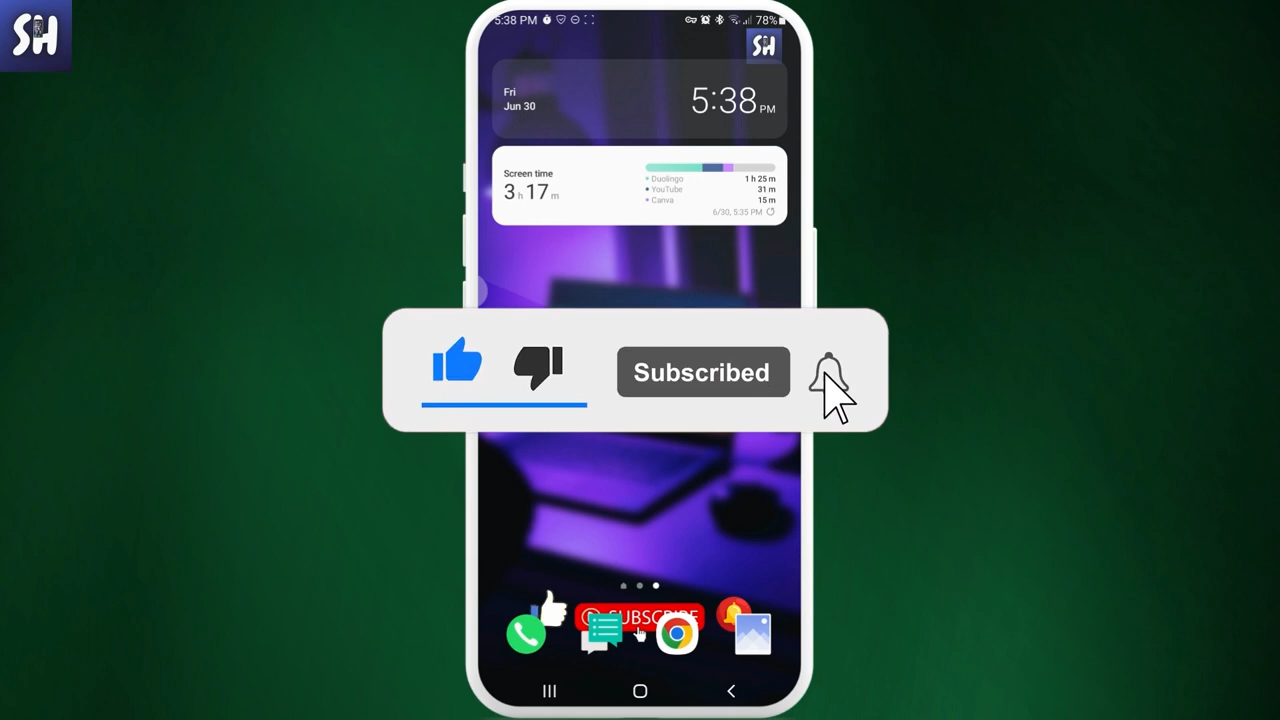 SH
5:38 PM
78%
SH
Fri
Jun 30
5:38 PM
Screen time
3 h 17 m
Duolingo 1 h 25 m
YouTube 31 m
Canva 15 m
6/30, 5:35 PM
Subscribed
SUBSCRIBE